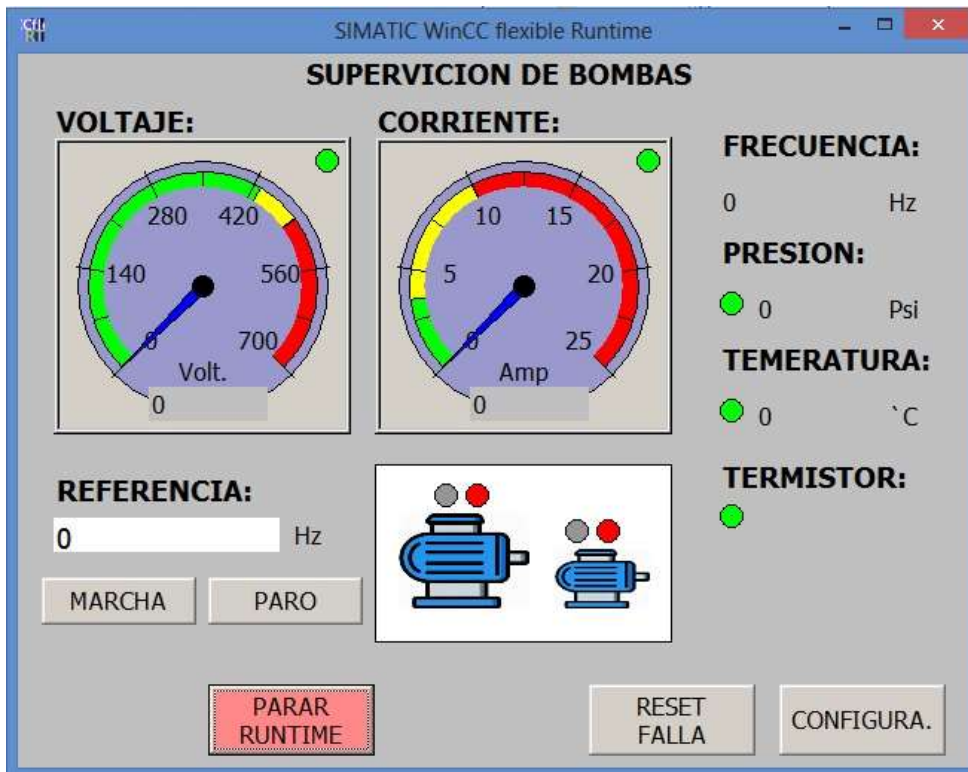 SIMATIC WinCC flexible Runtime
SUPERVICION DE BOMBAS
VOLTAJE:
0
140
280
420
560
700
Volt.
0
CORRIENTE:
0
5
10
15
20
25
Amp
0
FRECUENCIA:
0 Hz
PRESION:
0 Psi
TEMERATURA:
0 `C
TERMISTOR:
REFERENCIA:
0 Hz
MARCHA
PARO
PARAR
RUNTIME
RESET
FALLA
CONFIGURA.